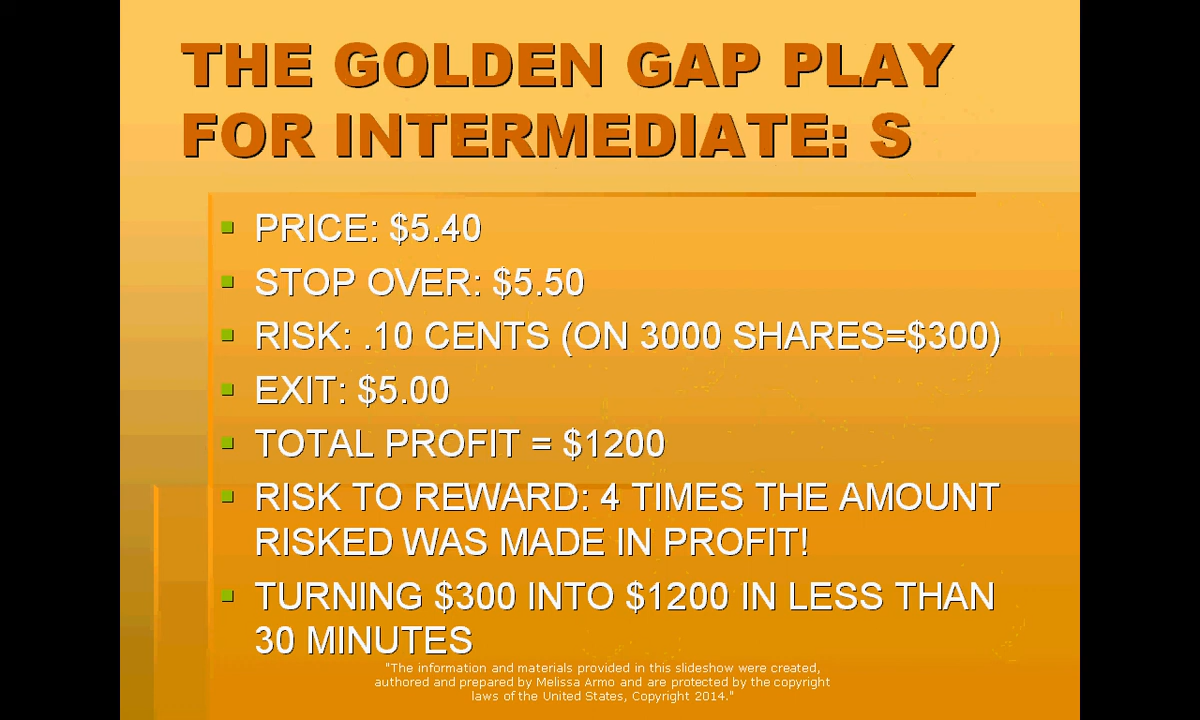 THE GOLDEN GAP PLAY
FOR INTERMEDIATE: S
PRICE: $5.40
STOP OVER: $5.50
RISK: .10 CENTS (ON 3000 SHARES=$300)
EXIT: $5.00
TOTAL PROFIT = $1200
RISK TO REWARD: 4 TIMES THE AMOUNT
RISKED WAS MADE IN PROFIT!
TURNING $300 INTO $1200 IN LESS THAN
30 MINUTES
"The information and materials provided in this slideshow were created,
authored and prepared by Melissa Armo and are protected by the copyright
laws of the United States, Copyright 2014."